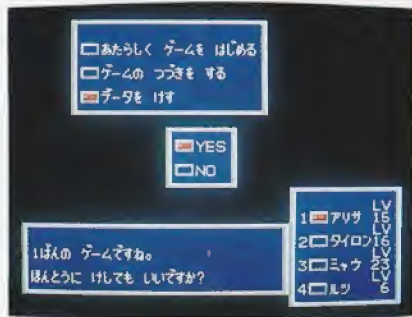 あたらしく ゲームを はじめる
ゲームの つづきを する
データを けす
YES
NO
1ばんの ゲームですね。
ほんとうに けしても いいですか?
LV
1 アリサ 15
LV
2 タイロン 16
LV
3 ミャウ 23
LV
4 ルツ 6